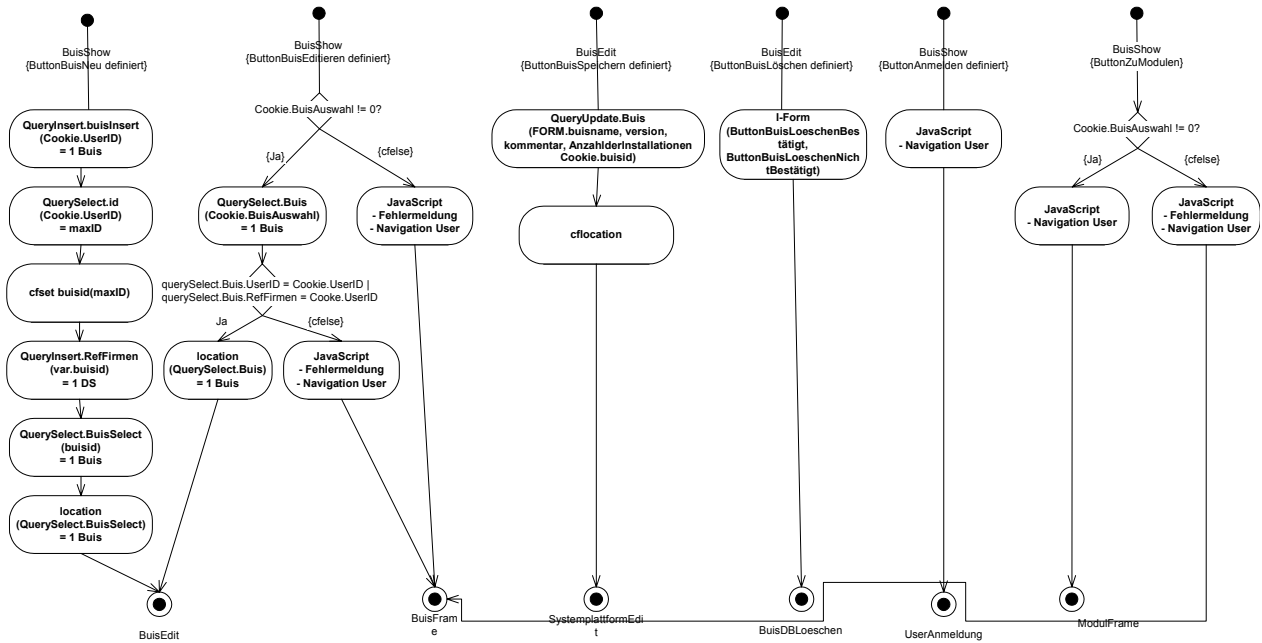 BuisShow
{ButtonBuisNeu definiert}
QueryInsert.buisInsert
(Cookie.UserID)
= 1 Buis
QuerySelect.id
(Cookie.UserID)
= maxID
cfset buisid(maxID)
QueryInsert.RefFirmen
(var.buisid)
= 1 DS
QuerySelect.BuisSelect
(buisid)
= 1 Buis
location
(QuerySelect.BuisSelect)
= 1 Buis
BuisShow
{ButtonBuisEditieren definiert}
Cookie.BuisAuswahl != 0?
{Ja}
{cfelse}
QuerySelect.Buis
(Cookie.BuisAuswahl)
= 1 Buis
JavaScript
- Fehlermeldung
- Navigation User
querySelect.Buis.UserID = Cookie.UserID |
querySelect.Buis.RefFirmen = Cooke.UserID
Ja
{cfelse}
location
(QuerySelect.Buis)
= 1 Buis
JavaScript
- Fehlermeldung
- Navigation User
BuisEdit
{ButtonBuisSpeichern definiert}
QueryUpdate.Buis
(FORM.buisname, version,
kommentar, AnzahlderInstallationen
Cookie.buisid)
cflocation
BuisEdit
{ButtonBuisLöschen definiert}
I-Form
(ButtonBuisLoeschenBes
tätigt,
ButtonBuisLoeschenNich
tBestätigt)
BuisShow
{ButtonAnmelden definiert}
JavaScript
- Navigation User
BuisShow
{ButtonZuModulen}
Cookie.BuisAuswahl != 0?
{Ja}
{cfelse}
JavaScript
- Navigation User
JavaScript
- Fehlermeldung
- Navigation User
BuisEdit
BuisFram
e
SystemplattformEdi
t
BuisDBLoeschen
UserAnmeldung
ModulFrame